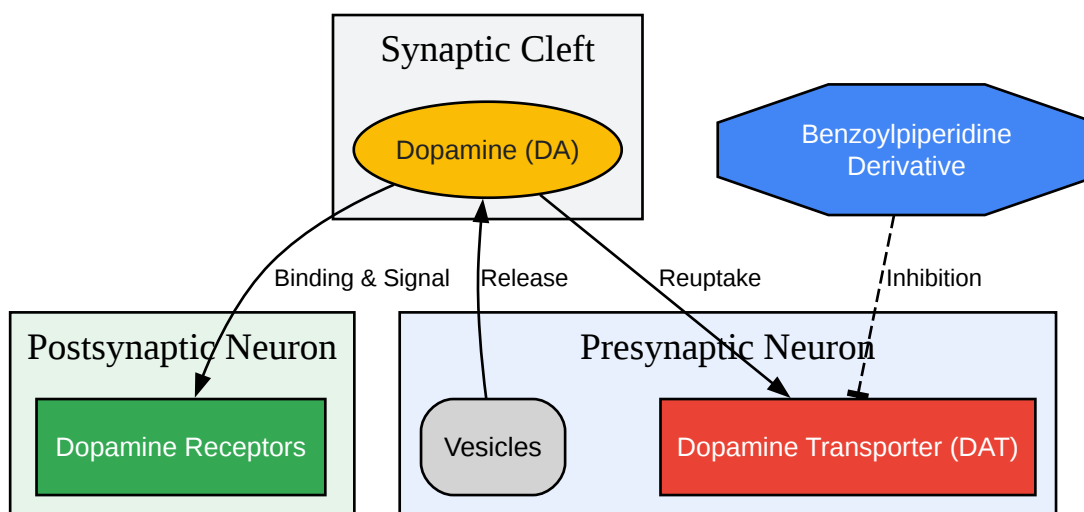 Synaptic Cleft
Dopamine (DA)
Benzoylpiperidine
Derivative
Binding & Signal
Release
Reuptake
Inhibition
Postsynaptic Neuron
Presynaptic Neuron
Dopamine Receptors
Vesicles
Dopamine Transporter (DAT)